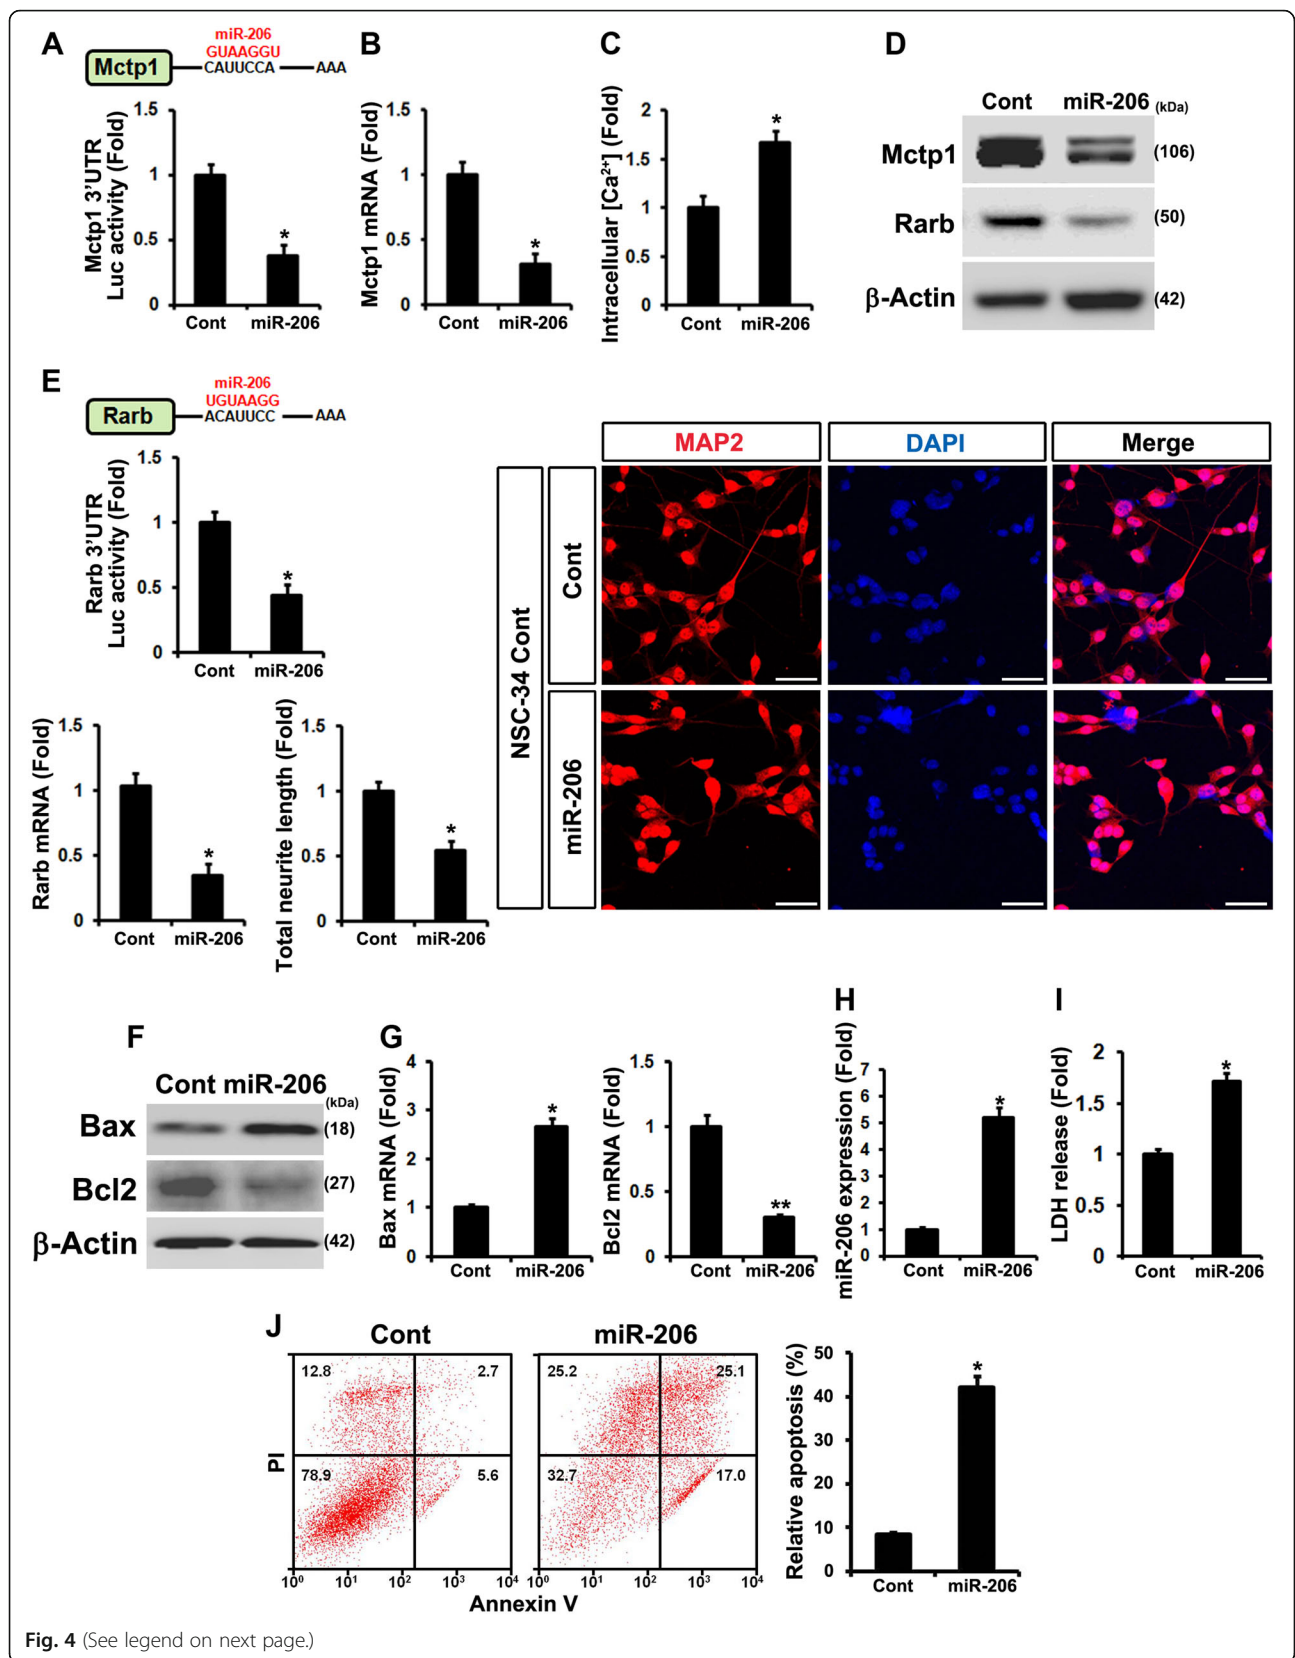 A
miR-206
GUAAGGU
Mctp1
CAUUCCA
AAA
Mctp1 3'UTR
Luc activity (Fold)
1.5
1
0.5
0
*
Cont
miR-206
B
Mctp1 mRNA (Fold)
1.5
1
0.5
0
*
Cont
miR-206
C
Intracellular [Ca²⁺] (Fold)
2
1.5
1
0.5
0
*
Cont
miR-206
D
Cont miR-206 (kDa)
Mctp1 (106)
Rarb (50)
β-Actin (42)
E
miR-206
UGUAAGG
Rarb
ACAUUCC
AAA
Rarb 3'UTR
Luc activity (Fold)
1.5
1
0.5
0
*
Cont
miR-206
Rarb mRNA (Fold)
1.5
1
0.5
0
*
Cont
miR-206
Total neurite length (Fold)
1.5
1
0.5
0
*
Cont
miR-206
MAP2
DAPI
Merge
NSC-34 Cont
Cont
miR-206
F
Cont miR-206
(kDa)
Bax (18)
Bcl2 (27)
β-Actin (42)
G
Bax mRNA (Fold)
4
3
2
1
0
*
Cont
miR-206
Bcl2 mRNA (Fold)
1.5
1
0.5
0
**
Cont
miR-206
H
miR-206 expression (Fold)
7
6
5
4
3
2
1
0
*
Cont
miR-206
I
LDH release (Fold)
2
1.5
1
0.5
0
*
Cont
miR-206
J
Cont
12.8
2.7
78.9
5.6
PI
10⁰ 10¹ 10² 10³ 10⁴
miR-206
25.2
25.1
32.7
17.0
10⁰ 10¹ 10² 10³ 10⁴
Annexin V
Relative apoptosis (%)
50
40
30
20
10
0
*
Cont
miR-206
Fig. 4 (See legend on next page.)